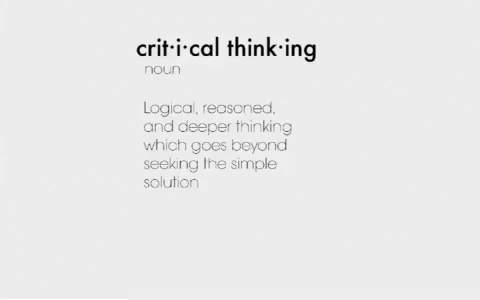 crit·i·cal think·ing
noun
Logical, reasoned,
and deeper thinking
which goes beyond
seeking the simple
solution